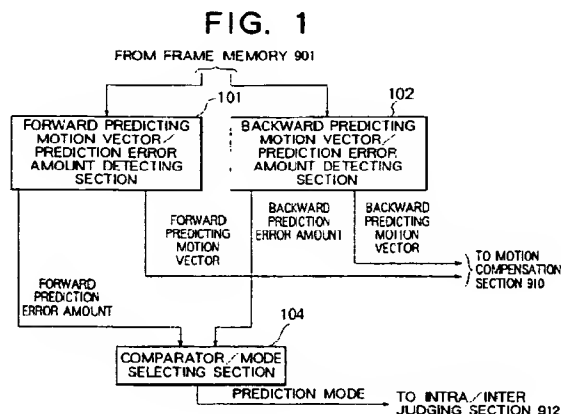 FIG. 1
FROM FRAME MEMORY 901
101
102
FORWARD PREDICTING
MOTION VECTOR/
PREDICTION ERROR
AMOUNT DETECTING
SECTION
BACKWARD PREDICTING
MOTION VECTOR/
PREDICTION ERROR
AMOUNT DETECTING
SECTION
FORWARD
PREDICTING
MOTION
VECTOR
BACKWARD
PREDICTION
ERROR AMOUNT
BACKWARD
PREDICTING
MOTION
VECTOR
TO MOTION
COMPENSATION
SECTION 910
FORWARD
PREDICTION
ERROR AMOUNT
104
COMPARATOR/MODE
SELECTING SECTION
PREDICTION MODE
TO INTRA/INTER
JUDGING SECTION 912